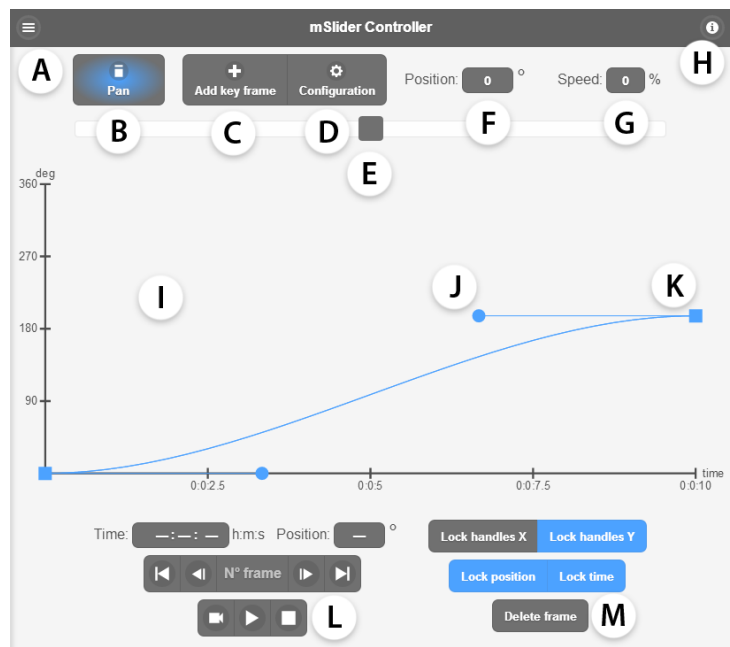 mSlider Controller
A
H
Pan
Add key frame
Configuration
Position: 0 °
Speed: 0 %
B
C
D
F
G
E
deg
360
270
I
J
K
180
90
time
0:0:2.5
0:0:5
0:0:7.5
0:0:10
Time: —:—: — h:m:s Position: — °
Lock handles X
Lock handles Y
N° frame
Lock position
Lock time
L
Delete frame
M